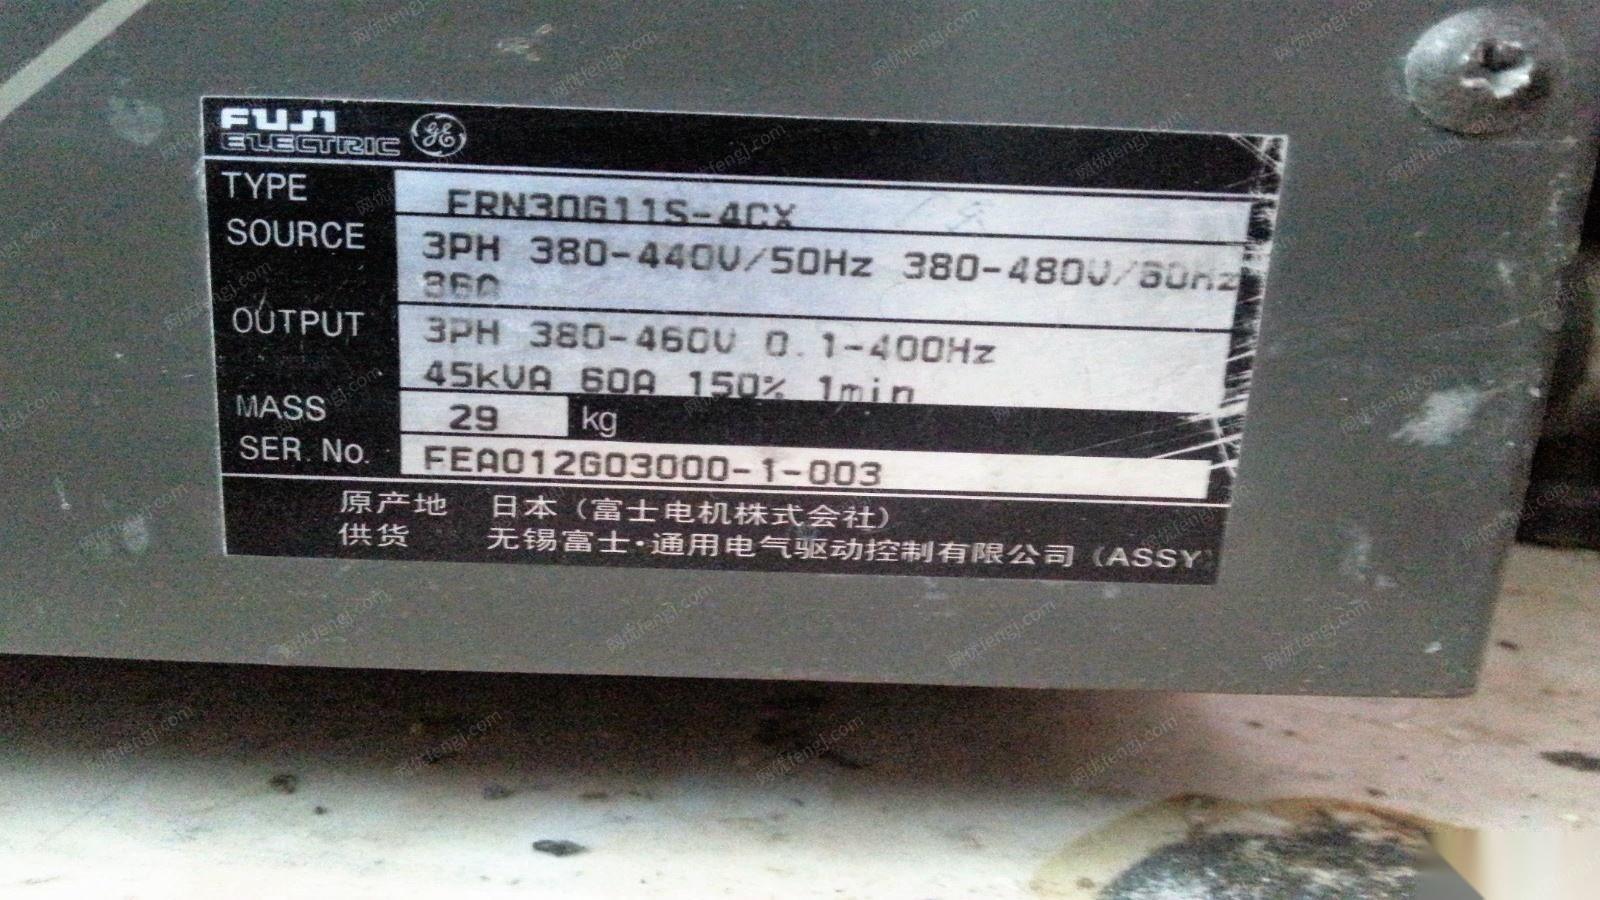 FUJI
ELECTRIC GE
TYPE FRN30G11S-4CX
SOURCE 3PH 380-440V/50Hz 380-480V/60Hz
36A
OUTPUT 3PH 380-460V 0.1-400Hz
45kVA 60A 150% 1min
MASS 29 kg
SER. No. FEA012G03000-1-003
原产地 日本（富士电机株式会社）
供货 无锡富士·通用电气驱动控制有限公司（ASSY